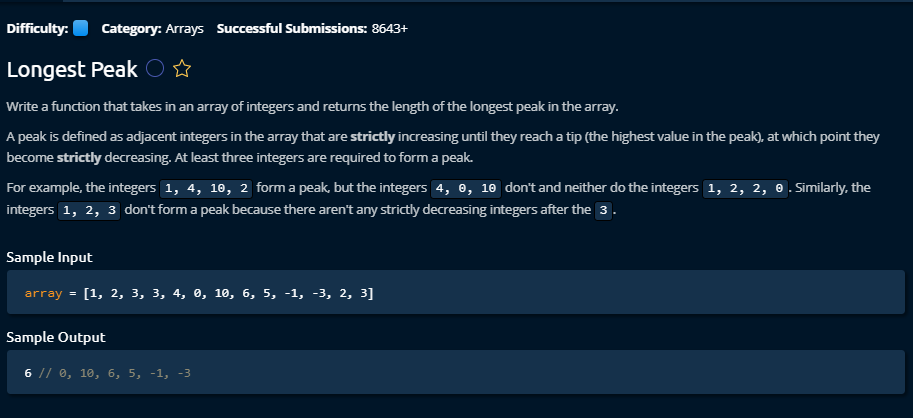 Difficulty: Category: Arrays Successful Submissions: 8643+
Longest Peak
Write a function that takes in an array of integers and returns the length of the longest peak in the array.
A peak is defined as adjacent integers in the array that are strictly increasing until they reach a tip (the highest value in the peak), at which point they
become strictly decreasing. At least three integers are required to form a peak.
For example, the integers 1, 4, 10, 2 form a peak, but the integers 4, 0, 10 don't and neither do the integers 1, 2, 2, 0. Similarly, the
integers 1, 2, 3 don't form a peak because there aren't any strictly decreasing integers after the 3.
Sample Input
array = [1, 2, 3, 3, 4, 0, 10, 6, 5, -1, -3, 2, 3]
Sample Output
6 // 0, 10, 6, 5, -1, -3